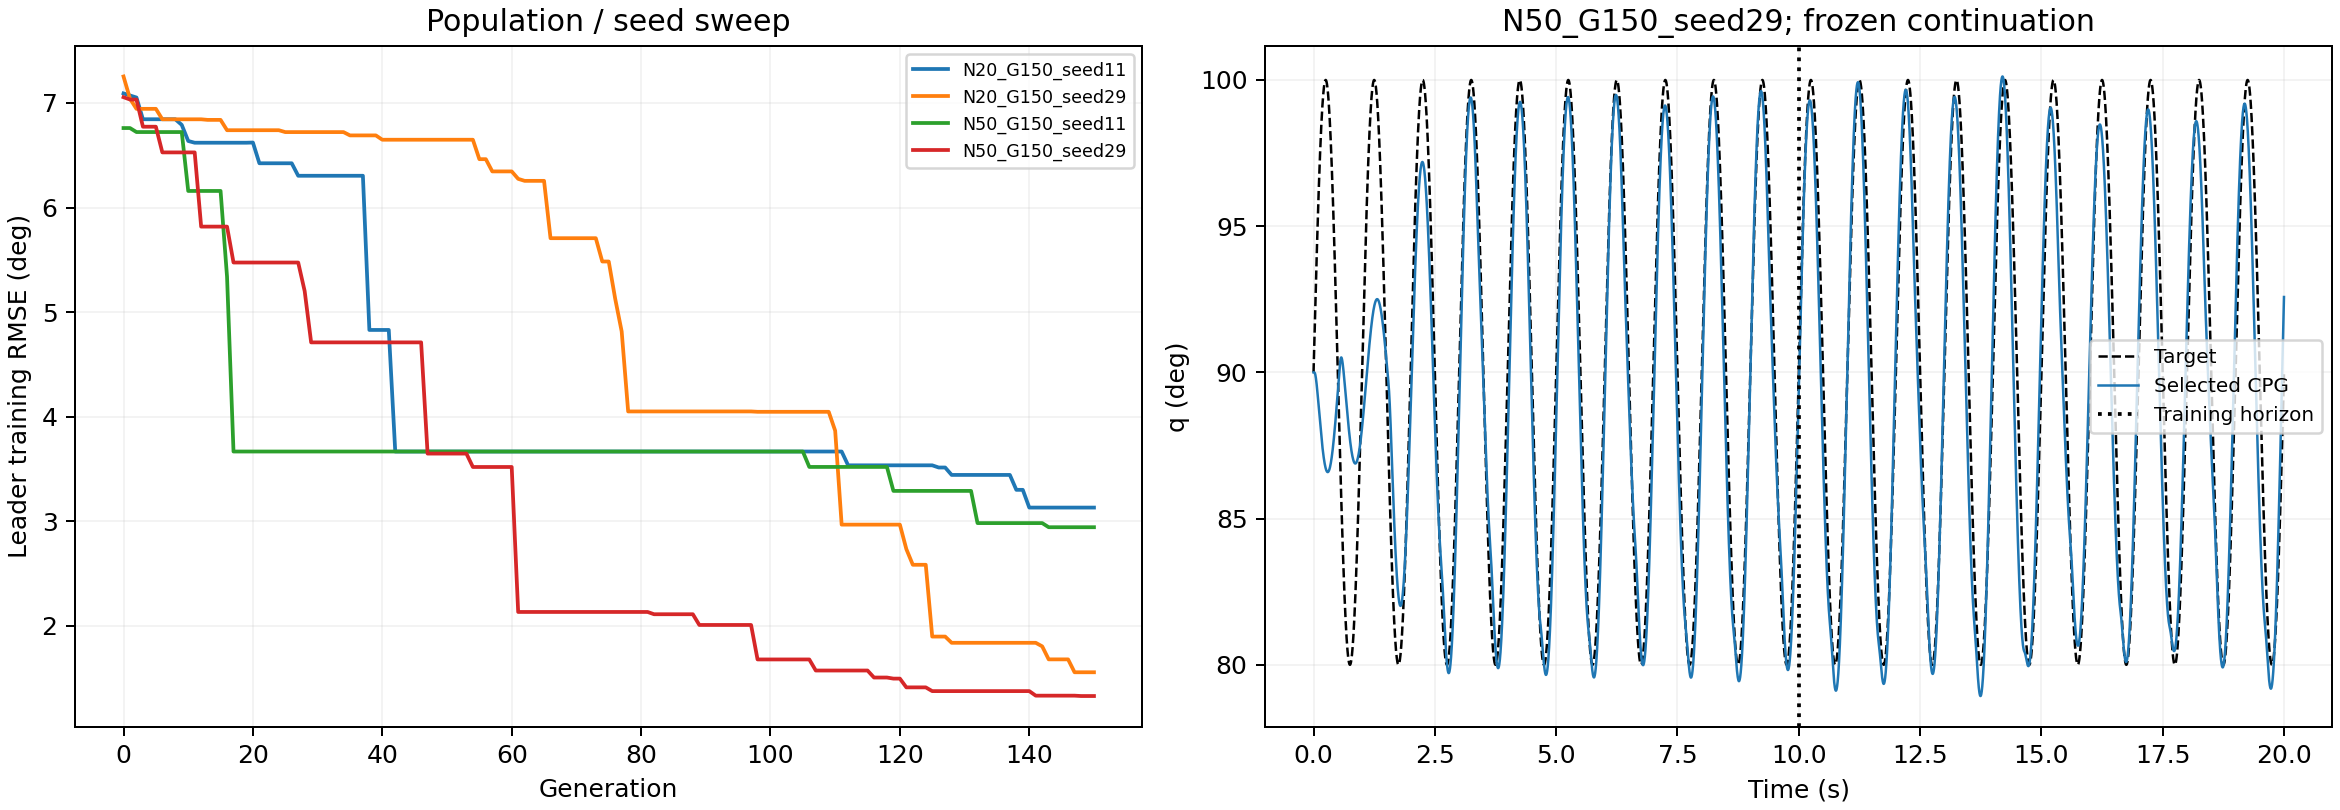 Population / seed sweep
Leader training RMSE (deg)
7
6
5
4
3
2
N20_G150_seed11
N20_G150_seed29
N50_G150_seed11
N50_G150_seed29
0 20 40 60 80 100 120 140
Generation
N50_G150_seed29; frozen continuation
q (deg)
100
95
90
85
80
Target
Selected CPG
Training horizon
0.0 2.5 5.0 7.5 10.0 12.5 15.0 17.5 20.0
Time (s)